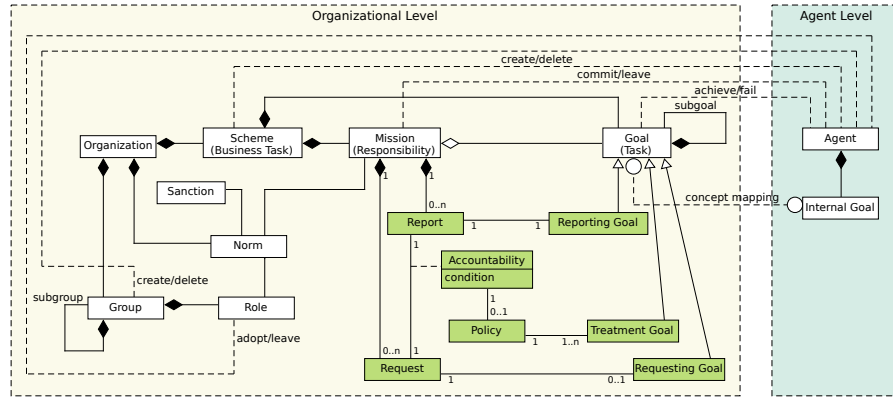 Organizational Level
Agent Level
create/delete
commit/leave
achieve/fail
subgoal
Organization
Scheme
(Business Task)
Mission
(Responsibility)
Goal
(Task)
Agent
1
1
Sanction
concept mapping
Internal Goal
0..n
Report
1
1
Reporting Goal
Norm
1
Accountability
condition
create/delete
subgroup
Group
Role
1
0..1
Policy
1
1..n
Treatment Goal
adopt/leave
0..n
1
Request
1
0..1
Requesting Goal